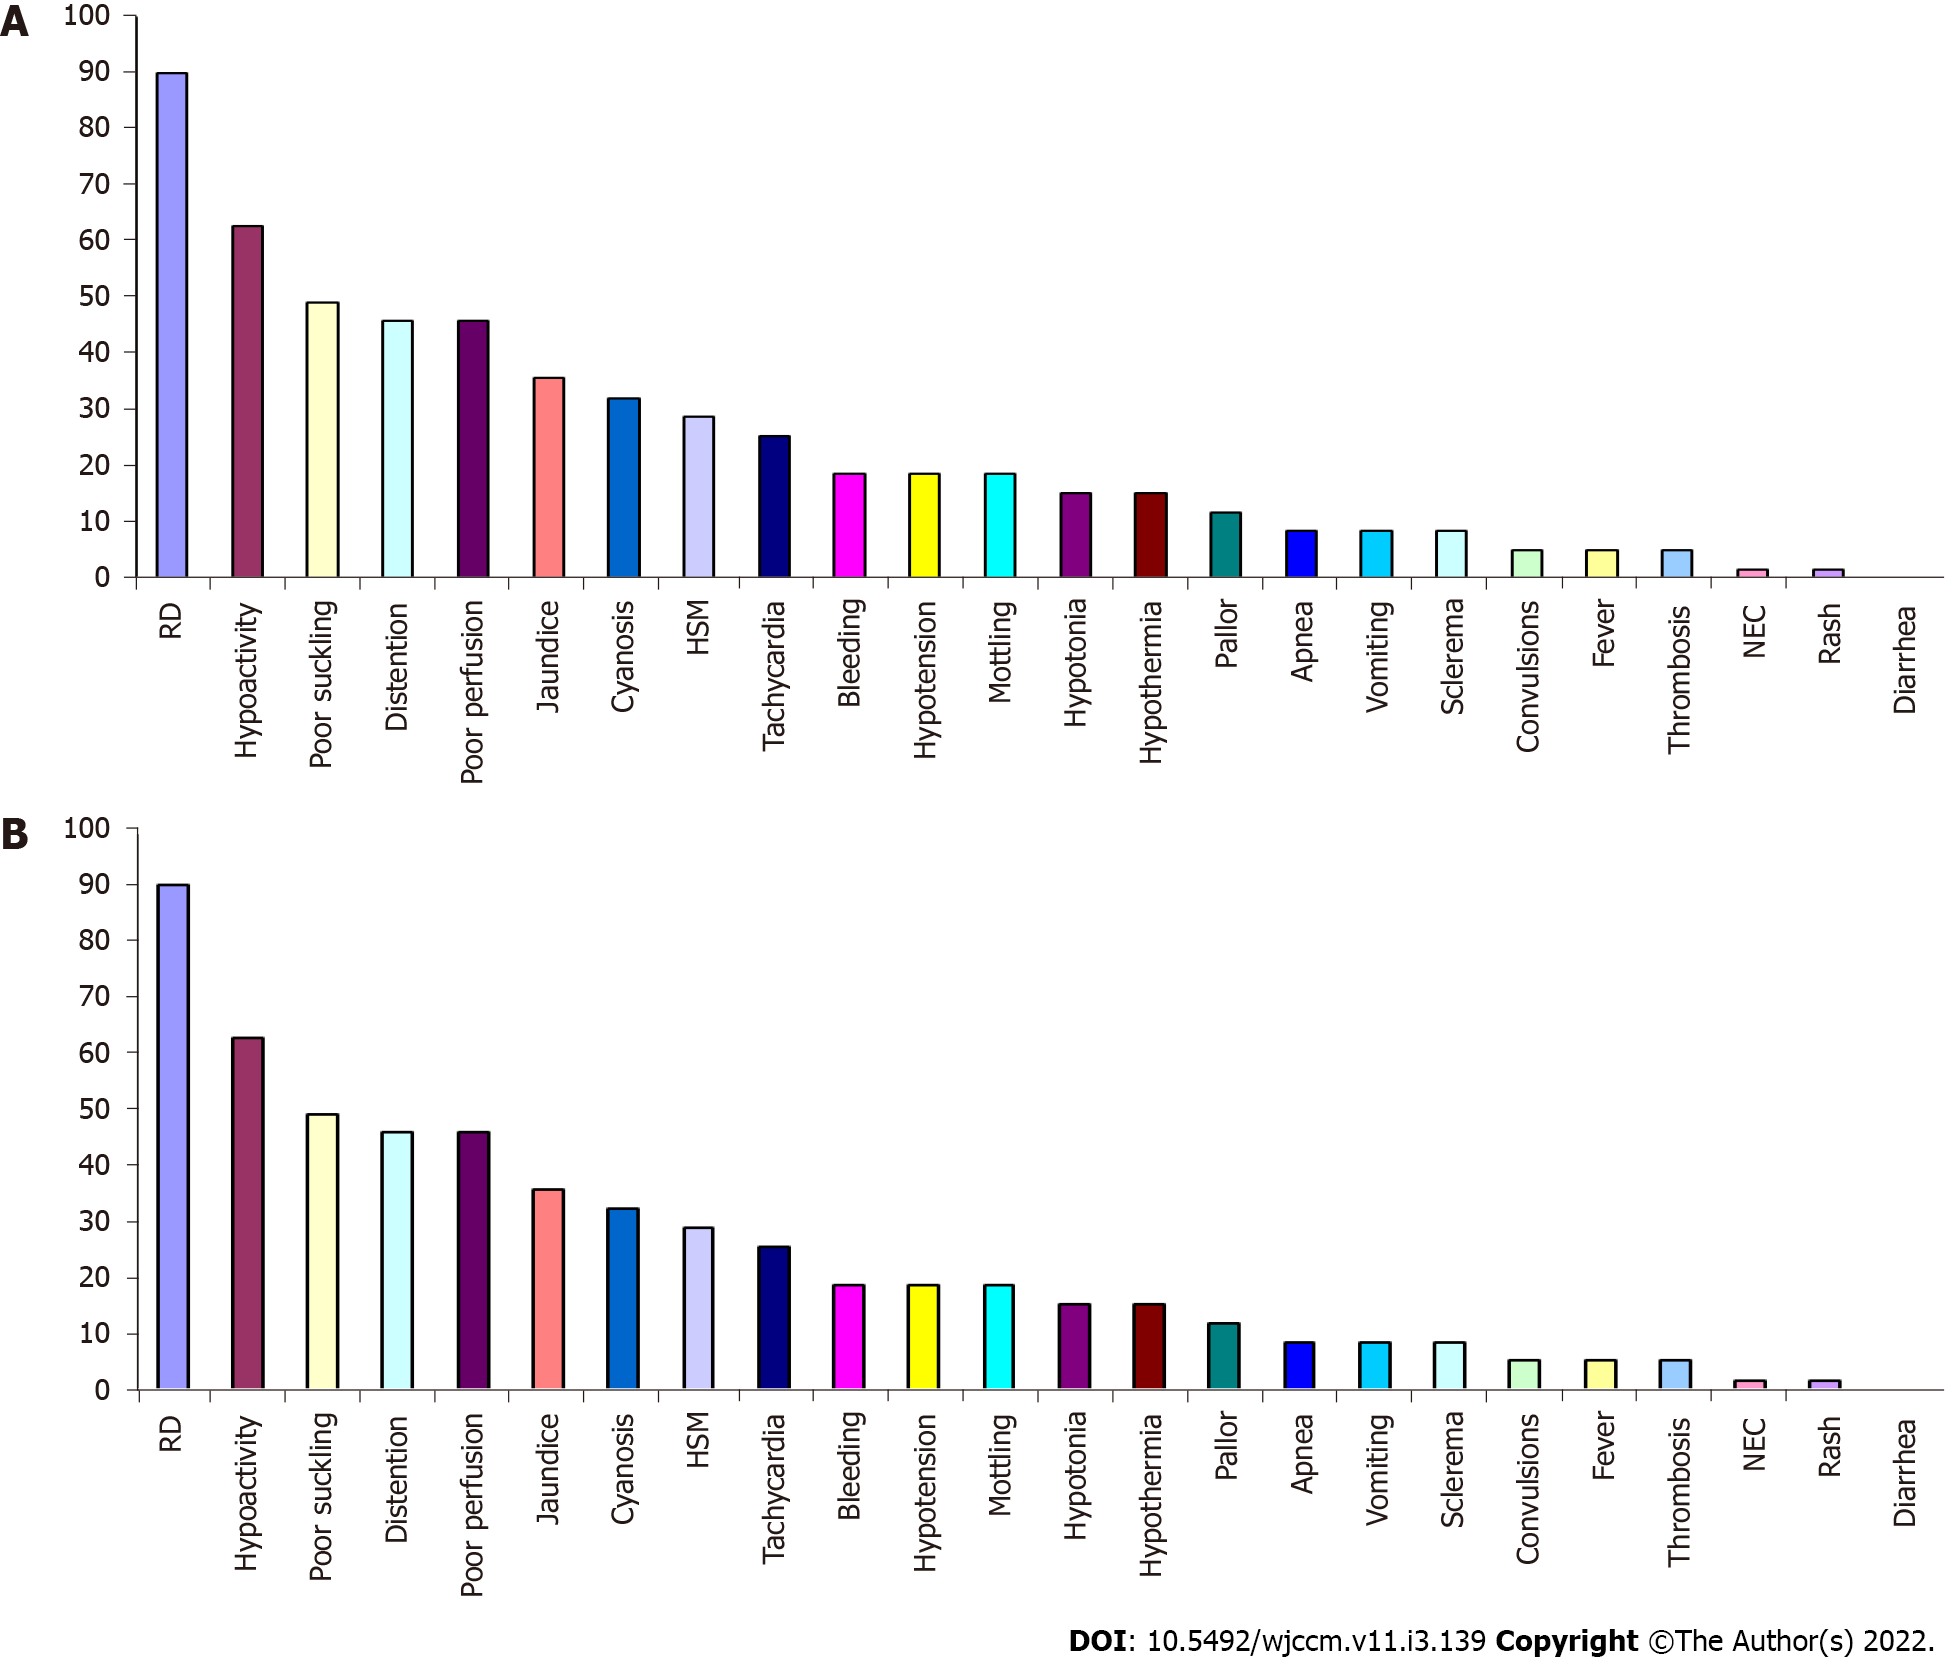 A
100
90
80
70
60
50
40
30
20
10
0
RD
Hypoactivity
Poor suckling
Distention
Poor perfusion
Jaundice
Cyanosis
HSM
Tachycardia
Bleeding
Hypotension
Mottling
Hypotonia
Hypothermia
Pallor
Apnea
Vomiting
Sclerema
Convulsions
Fever
Thrombosis
NEC
Rash
Diarrhea
B
100
90
80
70
60
50
40
30
20
10
0
RD
Hypoactivity
Poor suckling
Distention
Poor perfusion
Jaundice
Cyanosis
HSM
Tachycardia
Bleeding
Hypotension
Mottling
Hypotonia
Hypothermia
Pallor
Apnea
Vomiting
Sclerema
Convulsions
Fever
Thrombosis
NEC
Rash
Diarrhea
DOI: 10.5492/wjccm.v11.i3.139 Copyright ©The Author(s) 2022.